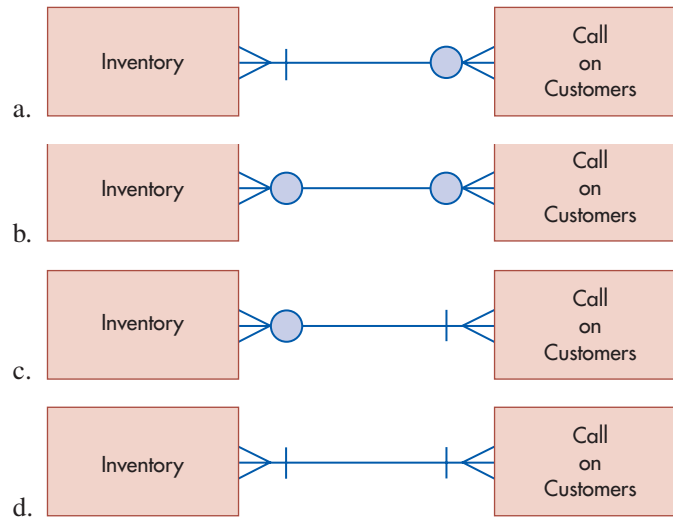 Inventory
Call
on
Customers
a.
Inventory
Call
on
Customers
b.
Inventory
Call
on
Customers
c.
Inventory
Call
on
Customers
d.